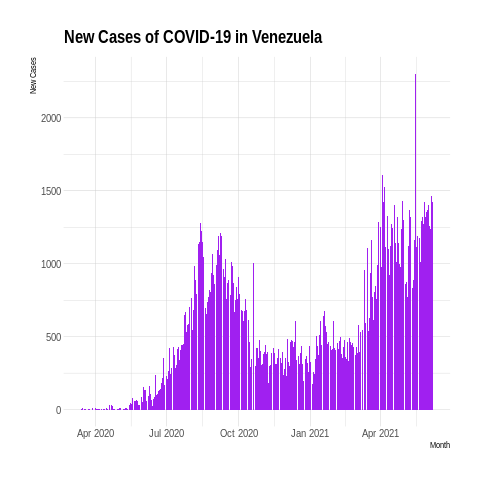 New Cases of COVID-19 in Venezuela
New Cases
2000
1500
1000
500
0
Apr 2020 Jul 2020 Oct 2020 Jan 2021 Apr 2021
Month